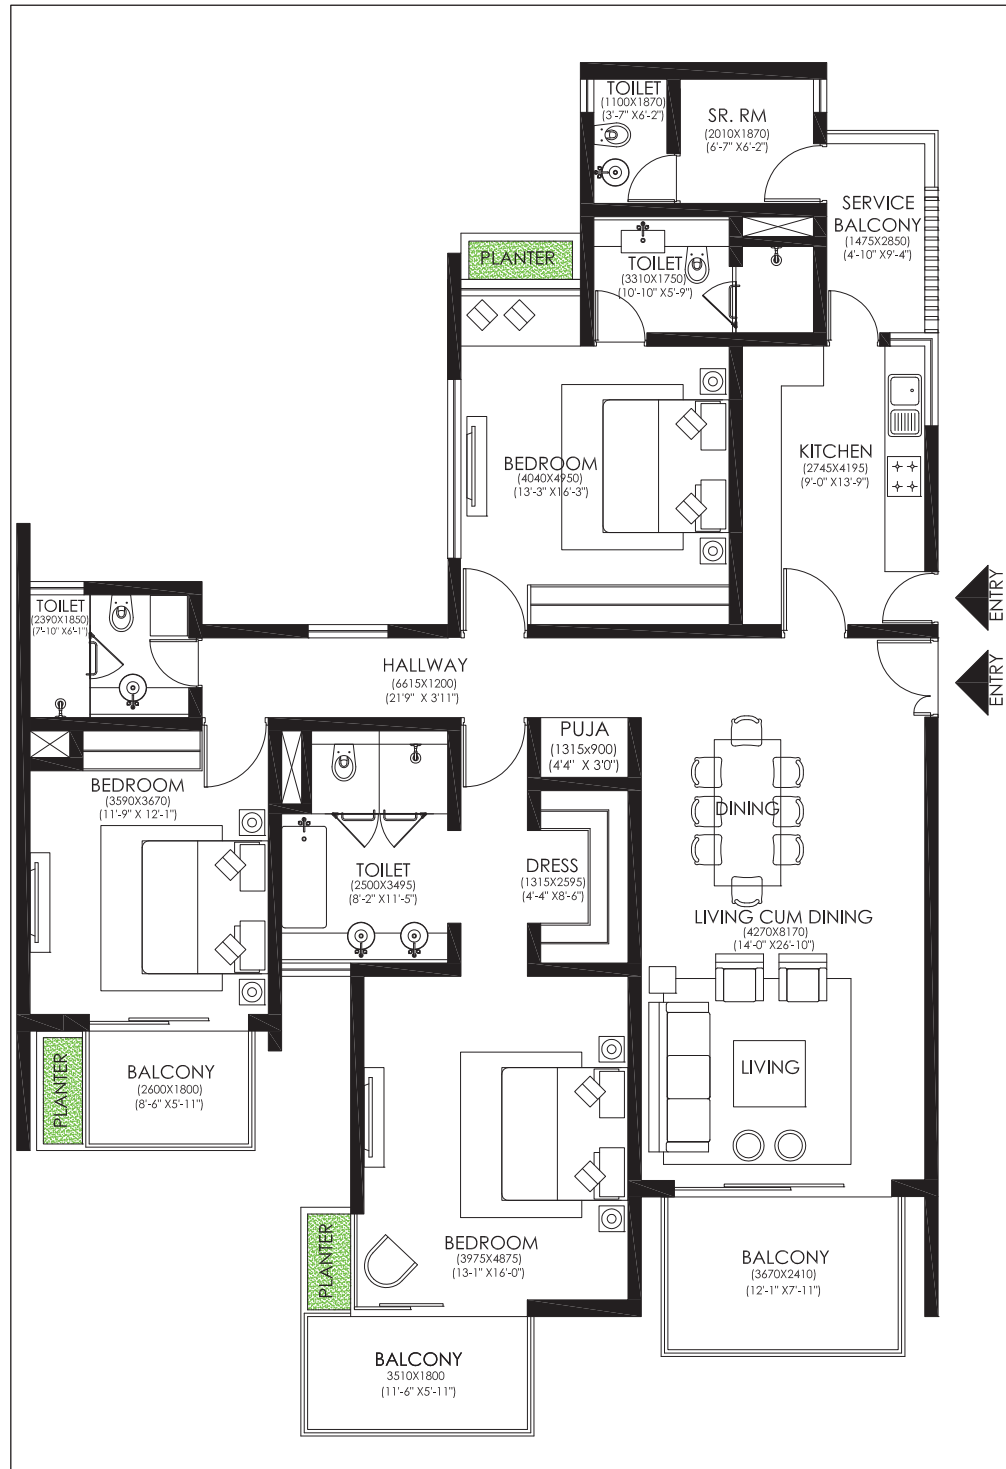 TOILET
(1100X1870)
(3'-7" X6'-2")
SR. RM
(2010X1870)
(6'-7" X6'-2")
SERVICE
BALCONY
(1475X2850)
(4'-10" X9'-4")
PLANTER
TOILET
(3310X1750)
(10'-10" X5'-9")
BEDROOM
(4040X4950)
(13'-3" X16'-3")
KITCHEN
(2745X4195)
(9'-0" X13'-9")
ENTRY
ENTRY
TOILET
(2390X1850)
(7'-10" X6'-1")
HALLWAY
(6615X1200)
(21'9" X 3'11")
PUJA
(1315x900)
(4'4" X 3'0")
BEDROOM
(3590X3670)
(11'-9" X 12'-1")
DINING
TOILET
(2500X3495)
(8'-2" X11'-5")
DRESS
(1315X2595)
(4'-4" X8'-6")
LIVING CUM DINING
(4270X8170)
(14'-0" X26'-10")
LIVING
PLANTER
BALCONY
(2600X1800)
(8'-6" X5'-11")
PLANTER
BEDROOM
(3975X4875)
(13-1" X16'-0")
BALCONY
(3670X2410)
(12'-1" X7'-11")
BALCONY
3510X1800
(11'-6" X5'-11")